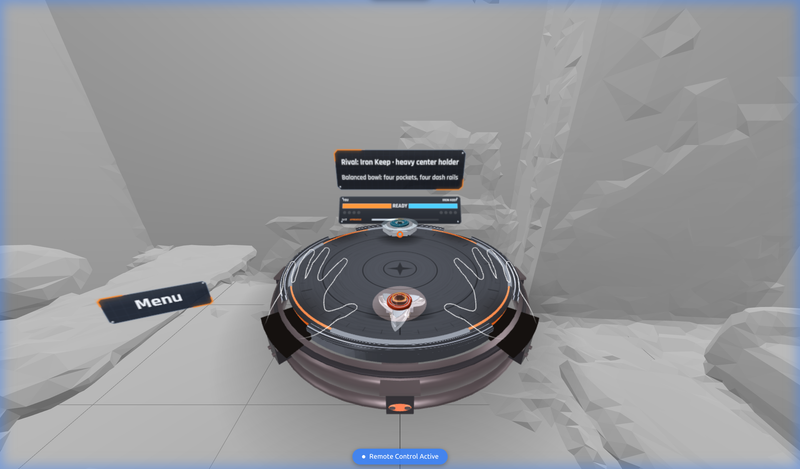 Rival: Iron Keep - heavy center holder
Balanced bowl: four pockets, four dash rails
READY
Menu
Remote Control Active